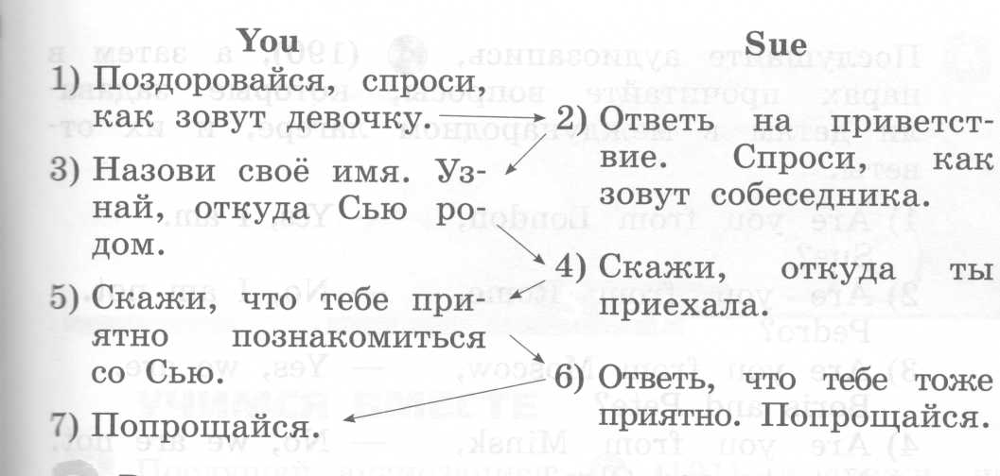 You
Sue
1) Поздоровайся, спроси,
как зовут девочку.
2) Ответь на приветст-
вие. Спроси, как
зовут собеседника.
3) Назови своё имя. Уз-
най, откуда Сью ро-
дом.
4) Скажи, откуда ты
приехала.
5) Скажи, что тебе при-
ятно познакомиться
со Сью.
6) Ответь, что тебе тоже
приятно. Попрощайся.
7) Попрощайся.